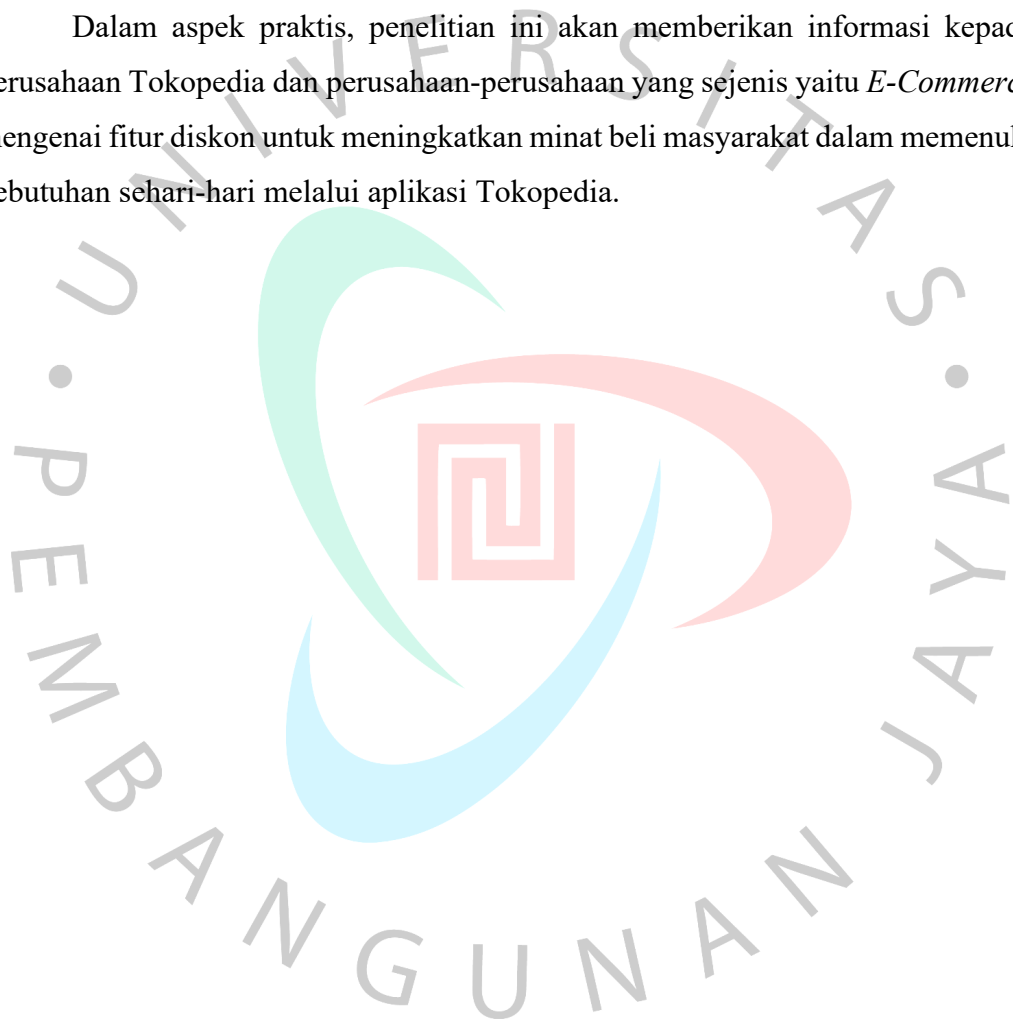 Dalam aspek praktis, penelitian ini akan memberikan informasi kepad
erusahaan Tokopedia dan perusahaan-perusahaan yang sejenis yaitu E-Commerc
engenai fitur diskon untuk meningkatkan minat beli masyarakat dalam memenul
ebutuhan sehari-hari melalui aplikasi Tokopedia.
UNIVERSITAS • PEMBANGUNAN JAYA •